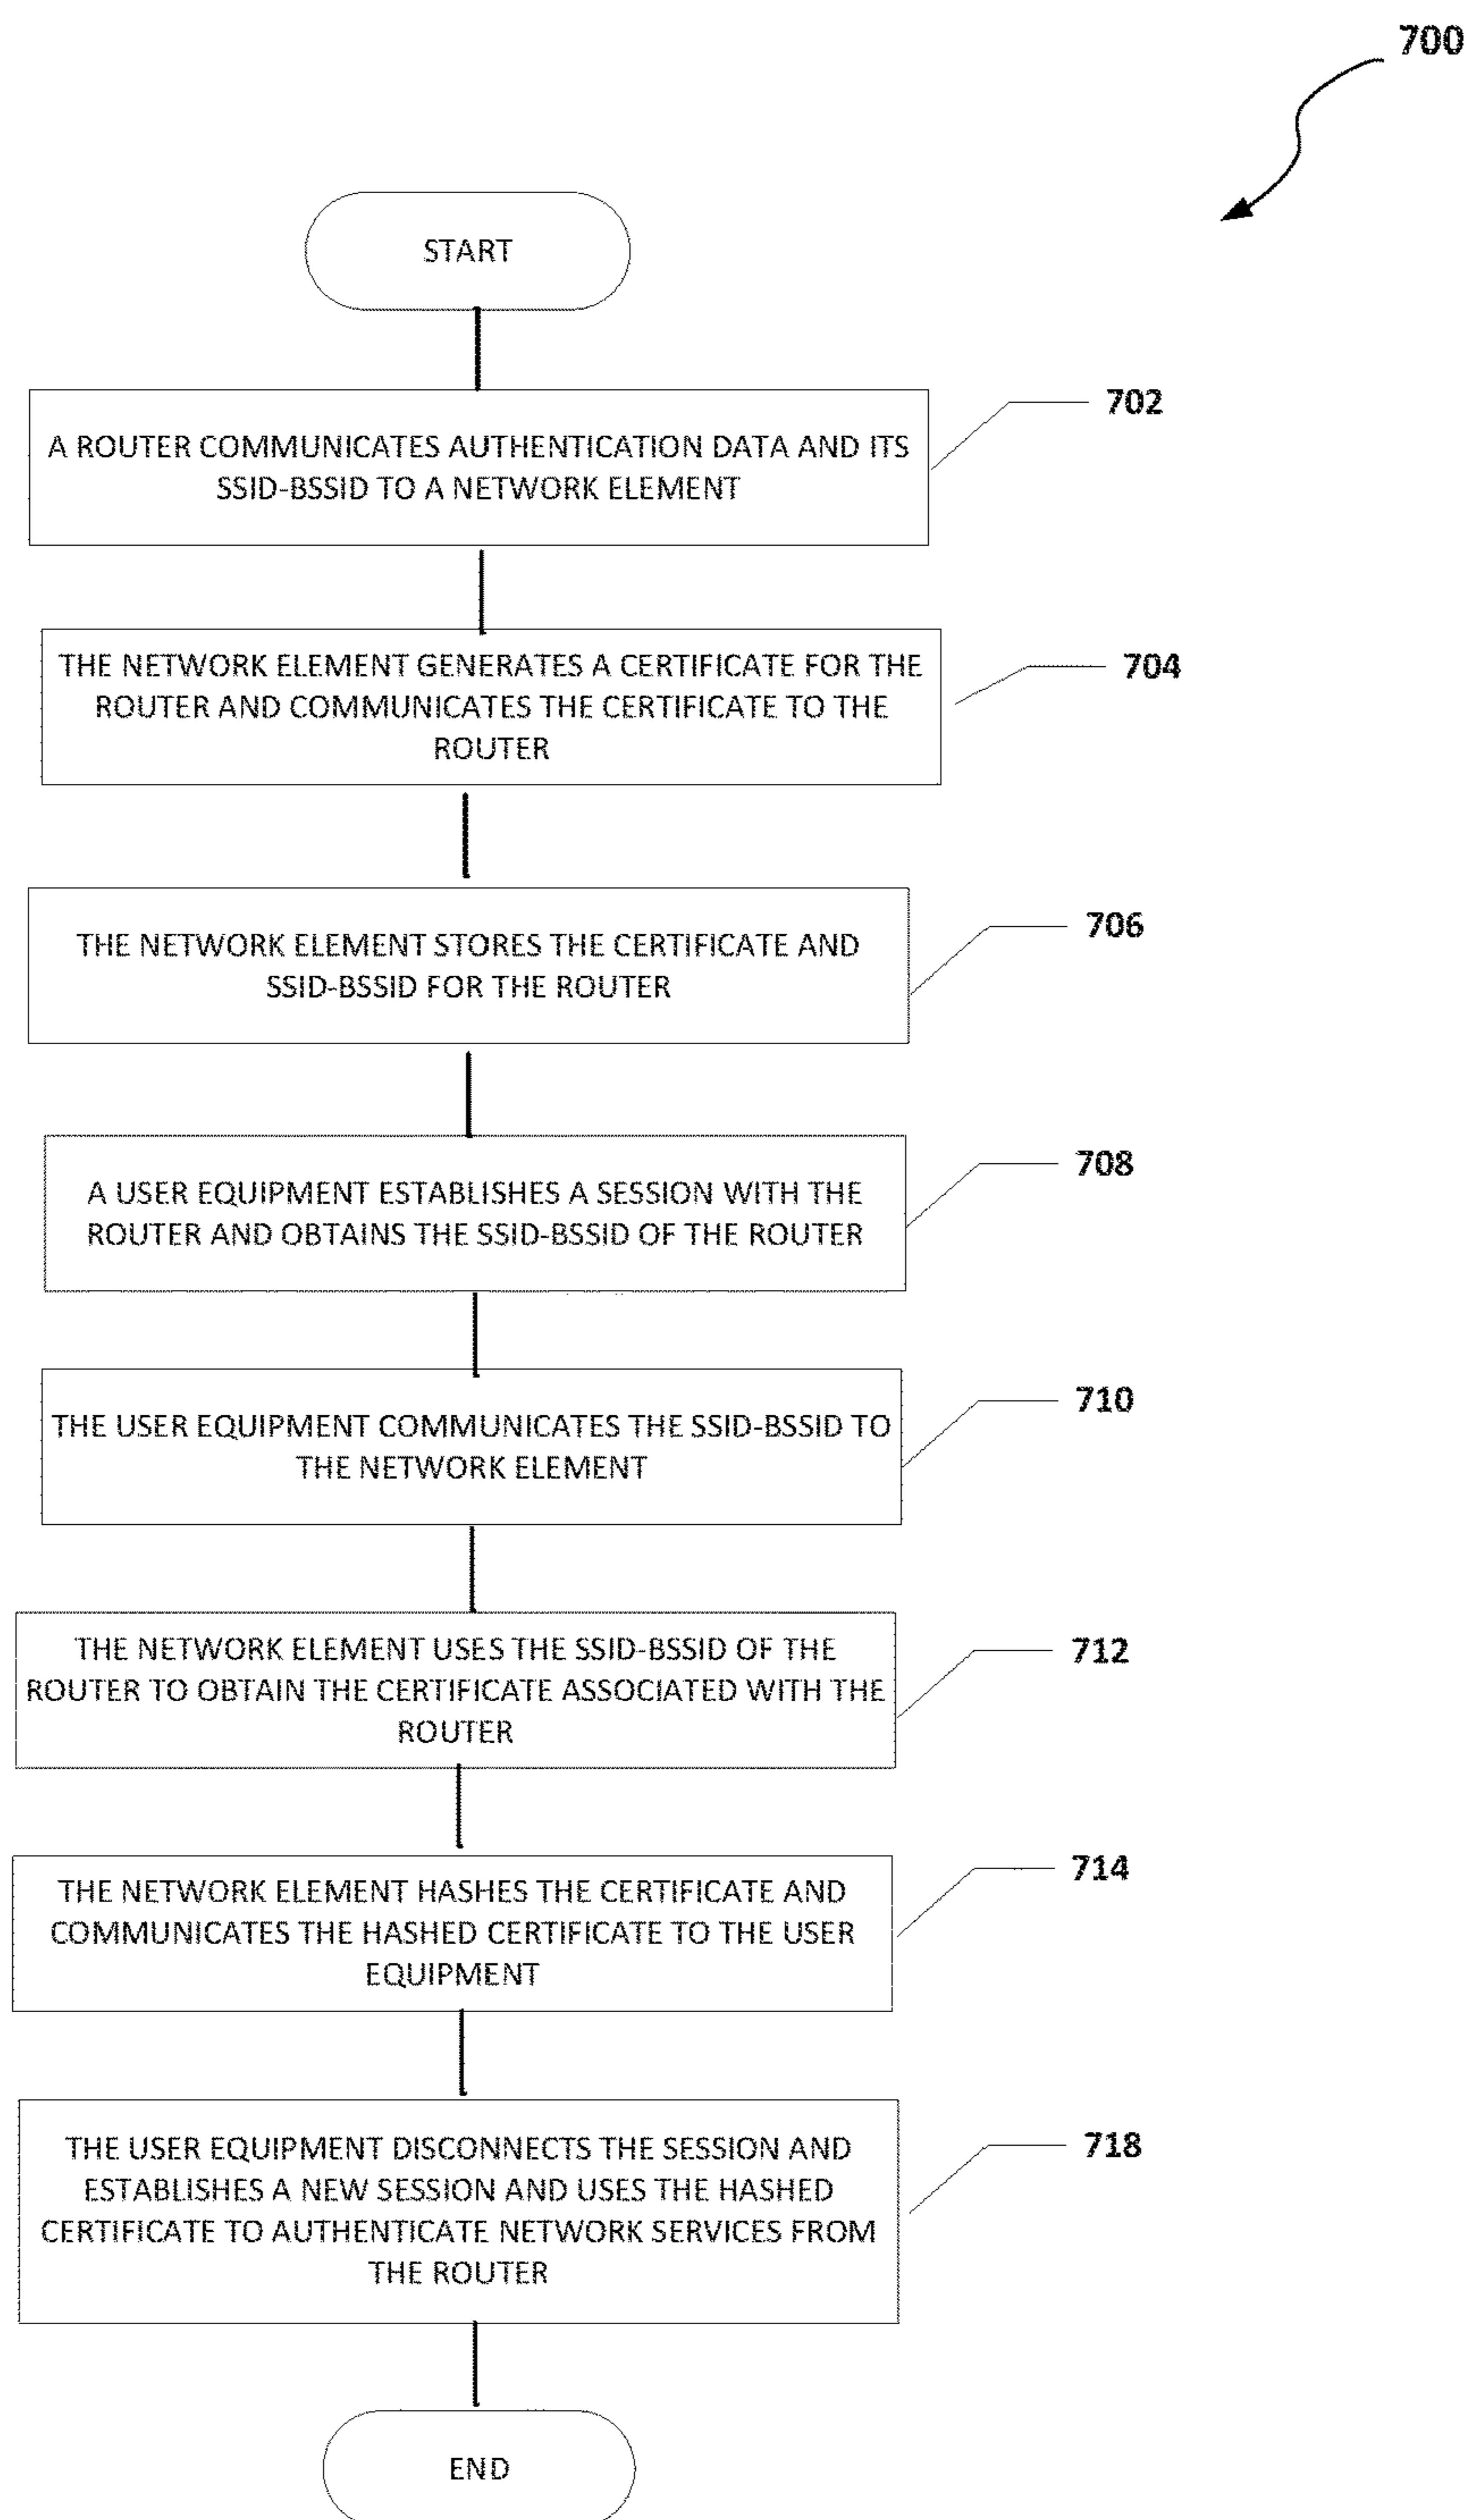 700
START
702
A ROUTER COMMUNICATES AUTHENTICATION DATA AND ITS
SSID-BSSID TO A NETWORK ELEMENT
704
THE NETWORK ELEMENT GENERATES A CERTIFICATE FOR THE
ROUTER AND COMMUNICATES THE CERTIFICATE TO THE
ROUTER
706
THE NETWORK ELEMENT STORES THE CERTIFICATE AND
SSID-BSSID FOR THE ROUTER
708
A USER EQUIPMENT ESTABLISHES A SESSION WITH THE
ROUTER AND OBTAINS THE SSID-BSSID OF THE ROUTER
710
THE USER EQUIPMENT COMMUNICATES THE SSID-BSSID TO
THE NETWORK ELEMENT
712
THE NETWORK ELEMENT USES THE SSID-BSSID OF THE
ROUTER TO OBTAIN THE CERTIFICATE ASSOCIATED WITH THE
ROUTER
714
THE NETWORK ELEMENT HASHES THE CERTIFICATE AND
COMMUNICATES THE HASHED CERTIFICATE TO THE USER
EQUIPMENT
718
THE USER EQUIPMENT DISCONNECTS THE SESSION AND
ESTABLISHES A NEW SESSION AND USES THE HASHED
CERTIFICATE TO AUTHENTICATE NETWORK SERVICES FROM
THE ROUTER
END